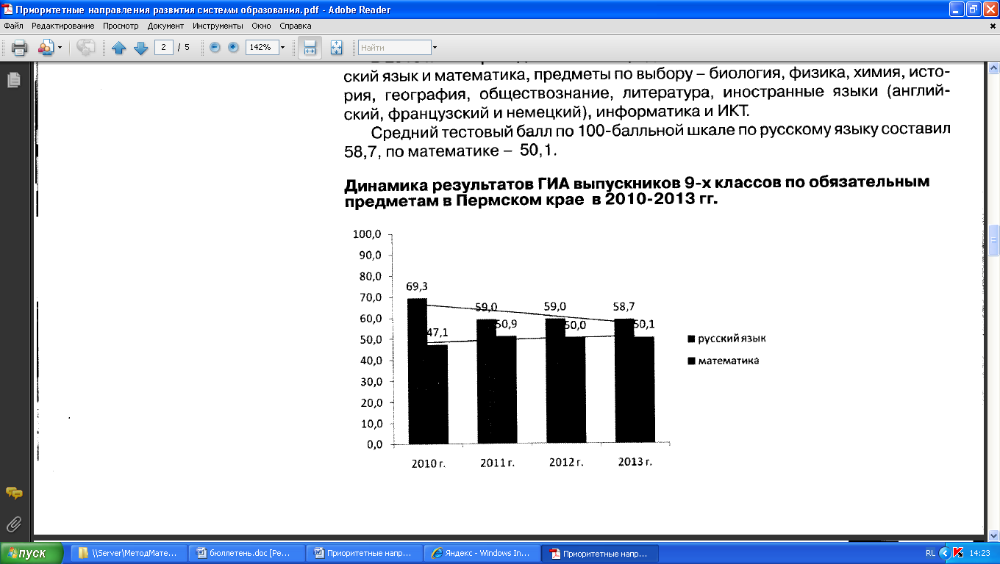 Приоритетные направления развития системы образования.pdf - Adobe Reader
Файл Редактирование Просмотр Документ Инструменты Окно Справка
2 / 5 142% Найти
ский язык и математика, предметы по выбору – биология, физика, химия, исто-
рия, география, обществознание, литература, иностранные языки (англий-
ский, французский и немецкий), информатика и ИКТ.
Средний тестовый балл по 100-балльной шкале по русскому языку составил
58,7, по математике – 50,1.
Динамика результатов ГИА выпускников 9-х классов по обязательным
предметам в Пермском крае в 2010-2013 гг.
100,0
90,0
80,0
70,0
60,0
50,0
40,0
30,0
20,0
10,0
0,0
69,3
47,1
59,0
50,9
59,0
50,0
58,7
50,1
2010 г. 2011 г. 2012 г. 2013 г.
русский язык
математика
пуск \\Server\МетодМате... бюллетень.doc [Ре... Приоритетные напр... Яндекс - Windows In... Приоритетные напр... RL 14:23